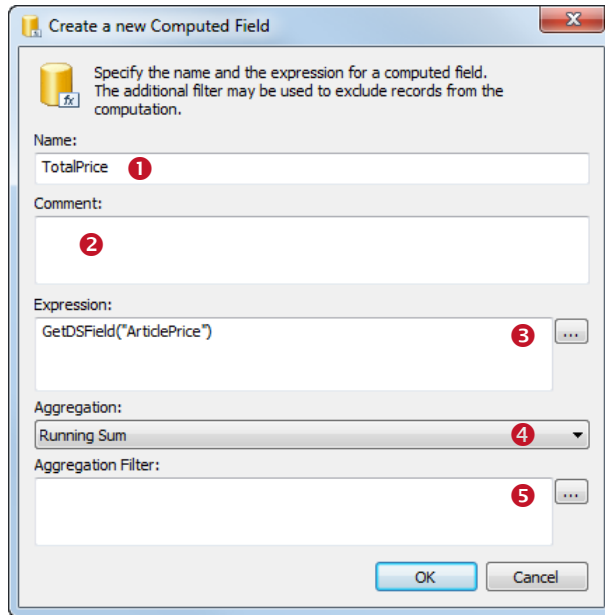 Create a new Computed Field
Specify the name and the expression for a computed field.
The additional filter may be used to exclude records from the
computation.
Name:
TotalPrice 1
Comment:
2
Expression:
GetDSField("ArticlePrice") 3 ...
Aggregation:
Running Sum 4
Aggregation Filter:
5 ...
OK Cancel